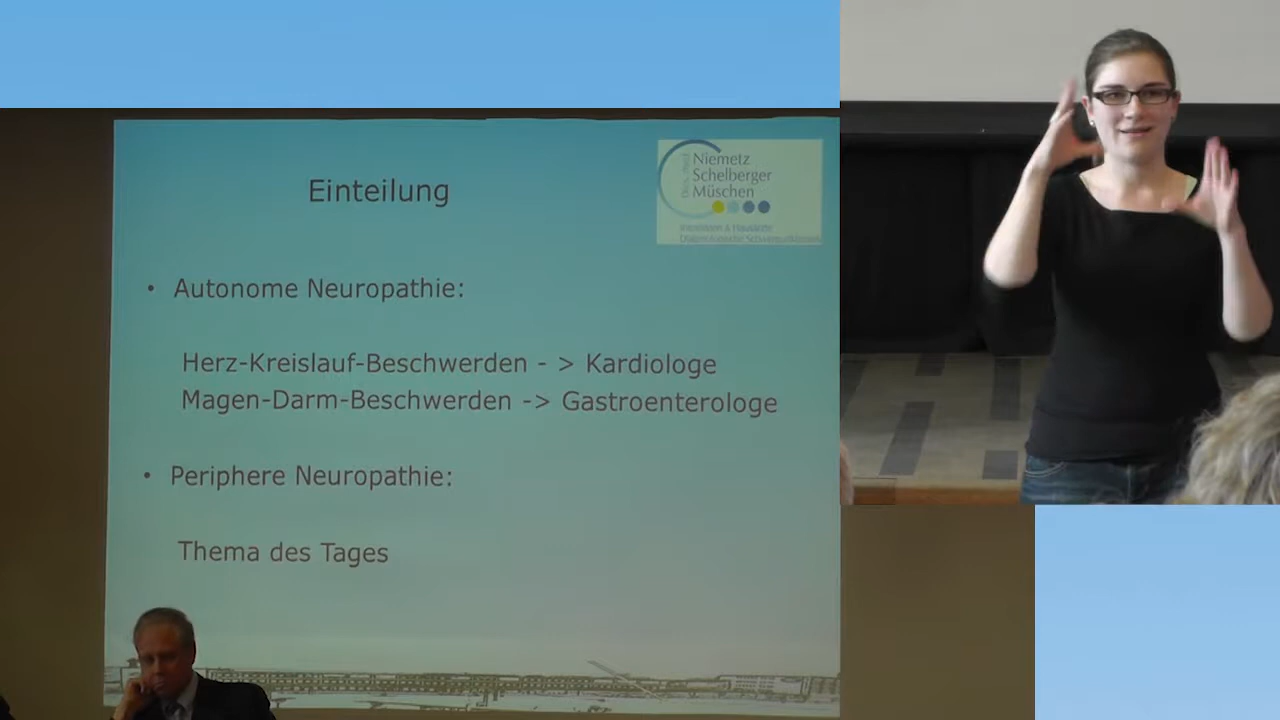 Einteilung
Niemetz
Schelberger
Müschen
• Autonome Neuropathie:
Herz-Kreislauf-Beschwerden - > Kardiologe
Magen-Darm-Beschwerden -> Gastroenterologe
• Periphere Neuropathie:
Thema des Tages